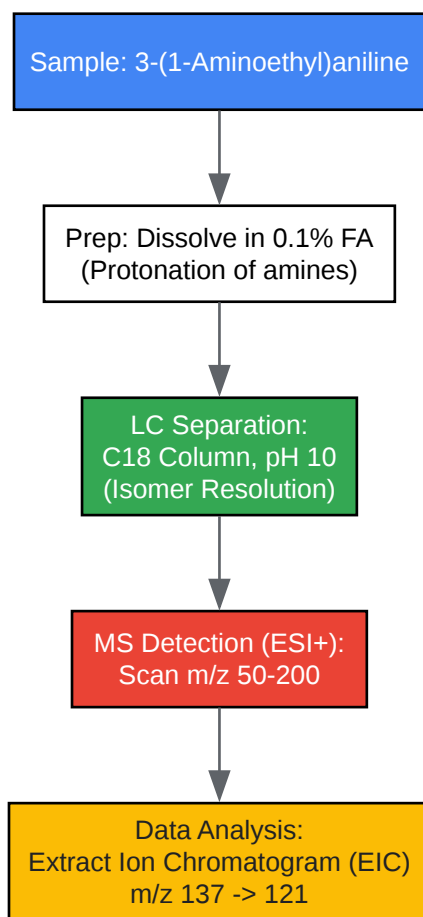 Sample: 3-(1-Aminoethyl)aniline
Prep: Dissolve in 0.1% FA
(Protonation of amines)
LC Separation:
C18 Column, pH 10
(Isomer Resolution)
MS Detection (ESI+):
Scan m/z 50-200
Data Analysis:
Extract Ion Chromatogram (EIC)
m/z 137 -> 121